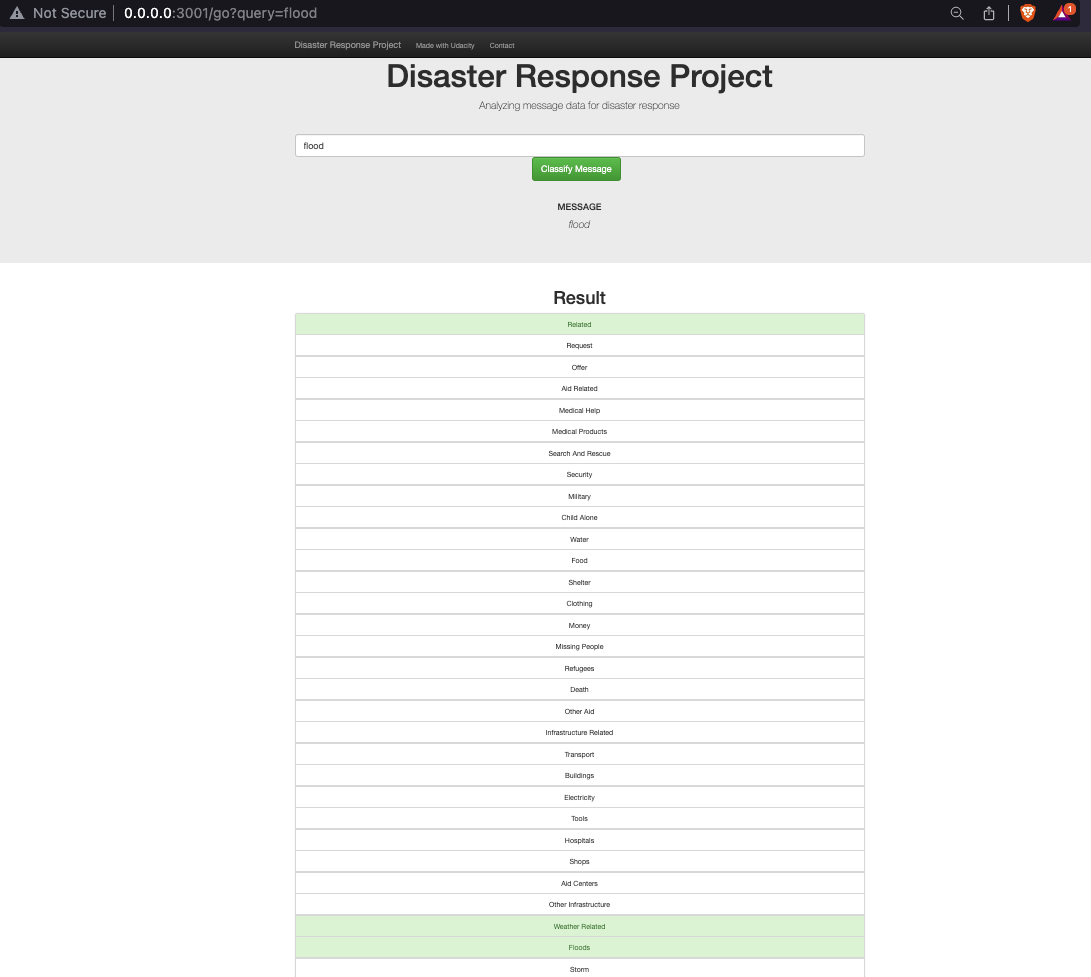 Not Secure 0.0.0.0:3001/go?query=flood 1
Disaster Response Project Made with Udacity Contact
Disaster Response Project
Analyzing message data for disaster response
flood
Classify Message
MESSAGE
flood
Result
Related
Request
Offer
Aid Related
Medical Help
Medical Products
Search And Rescue
Security
Military
Child Alone
Water
Food
Shelter
Clothing
Money
Missing People
Refugees
Death
Other Aid
Infrastructure Related
Transport
Buildings
Electricity
Tools
Hospitals
Shops
Aid Centers
Other Infrastructure
Weather Related
Floods
Storm